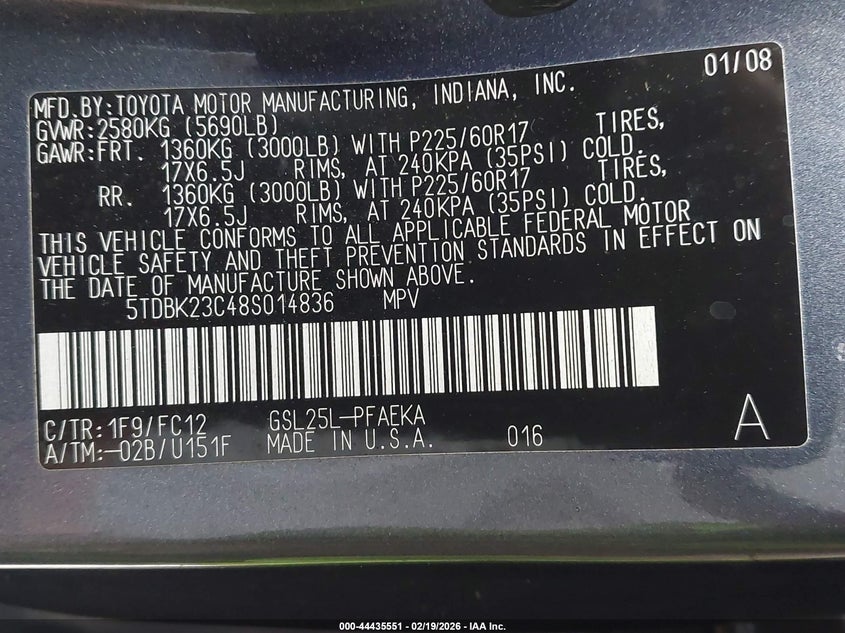 01/08
MFD.BY:TOYOTA MOTOR MANUFACTURING, INDIANA, INC.
GVWR:2580KG (5690LB)
GAWR:FRT. 1360KG (3000LB) WITH P225/60R17 TIRES,
17X6.5J RIMS, AT 240KPA (35PSI) COLD.
RR. 1360KG (3000LB) WITH P225/60R17 TIRES,
17X6.5J RIMS, AT 240KPA (35PSI) COLD.
THIS VEHICLE CONFORMS TO ALL APPLICABLE FEDERAL MOTOR
VEHICLE SAFETY AND THEFT PREVENTION STANDARDS IN EFFECT ON
THE DATE OF MANUFACTURE SHOWN ABOVE.
5TDBK23C48S014836 MPV
C/TR:1F9/FC12 GSL25L-PFAEKA
A/TM:-02B/U151F MADE IN U.S.A. 016
A
000-44435551 - 02/19/2026 - IAA Inc.